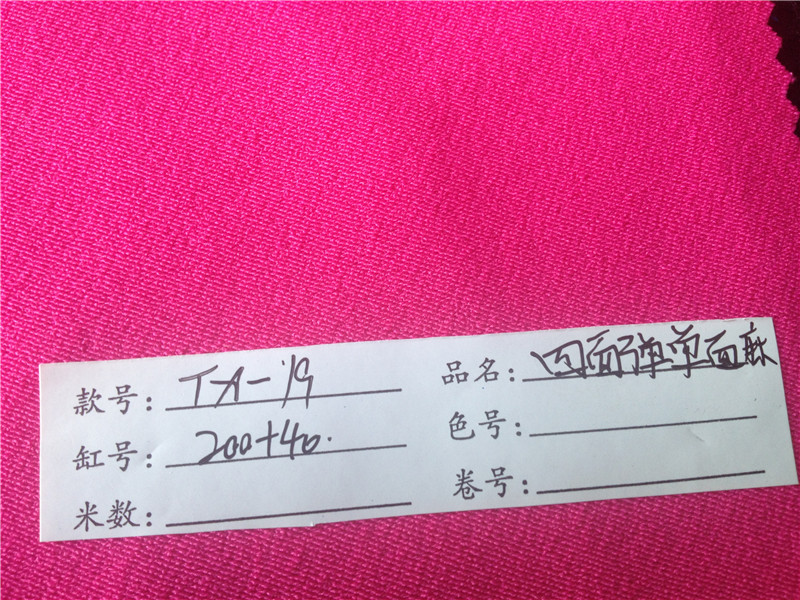 款号: TA-19 品名: 四面弹单面麻
缸号: 200+40. 色号:
米数: 卷号: